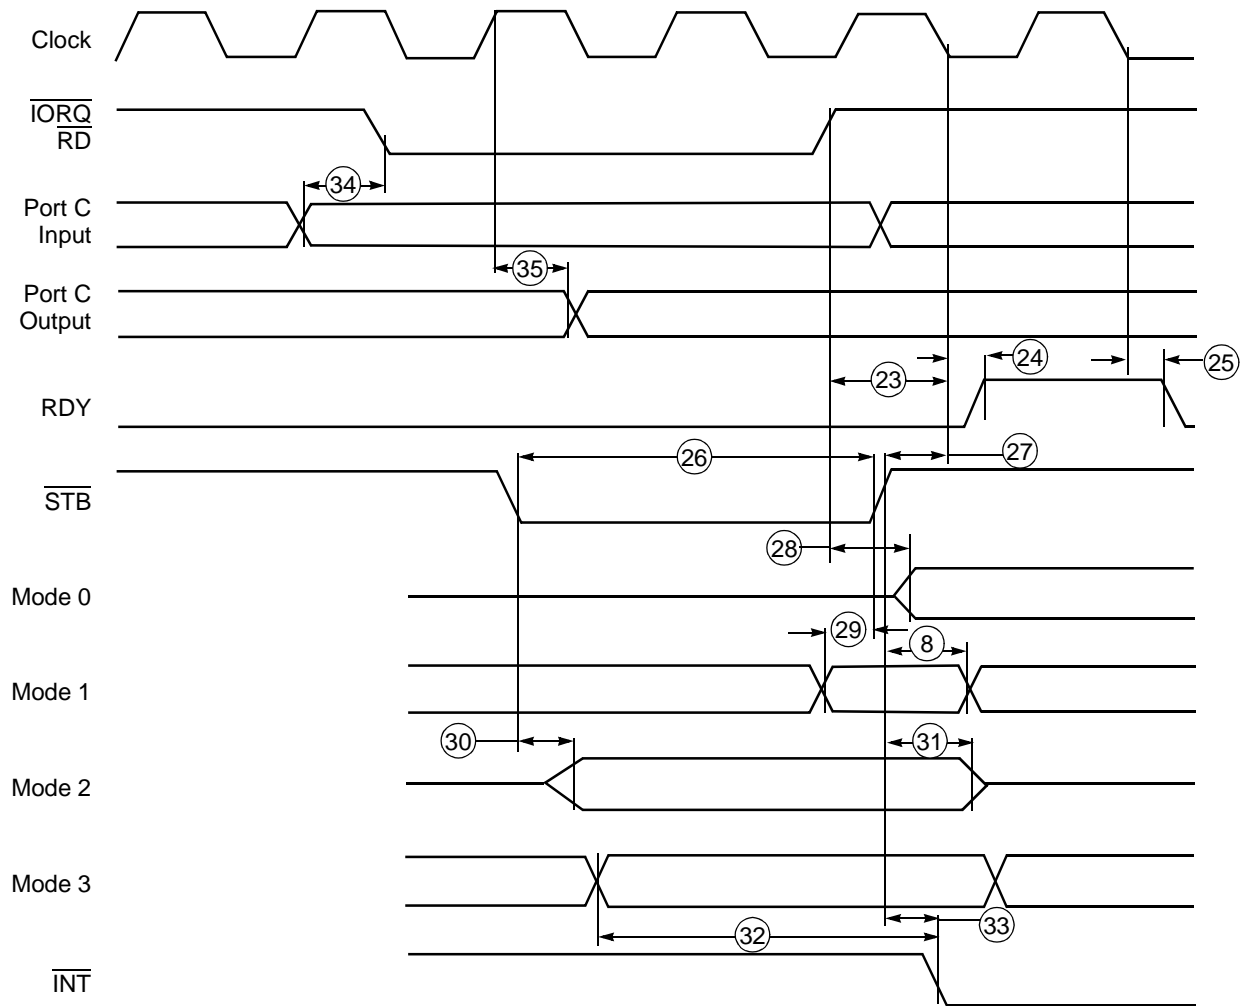 Clock
IORQ
RD
34
Port C
Input
35
Port C
Output
24
25
23
RDY
26
27
STB
28
Mode 0
29
8
Mode 1
30
31
Mode 2
Mode 3
32
33
INT